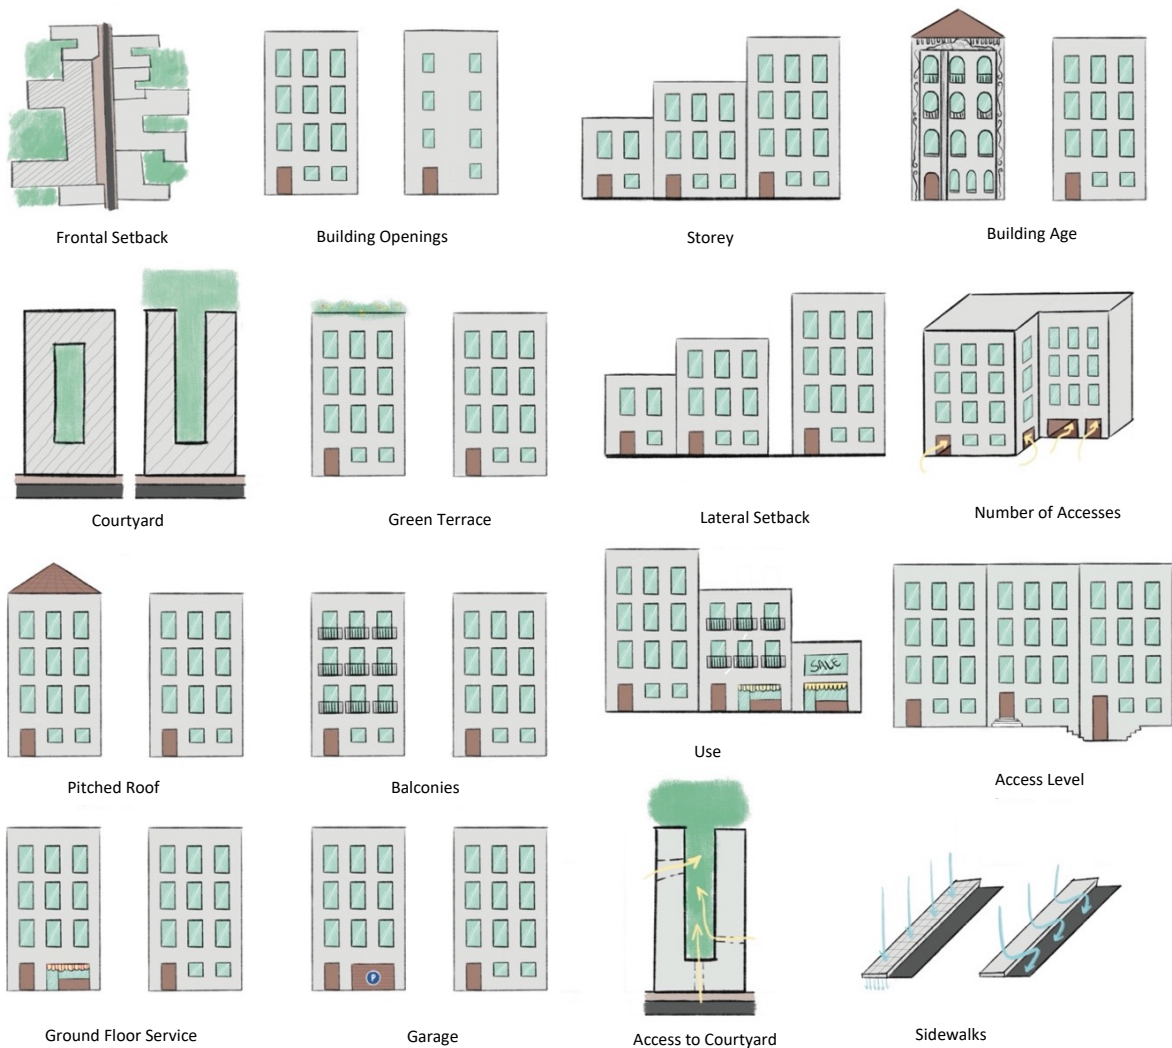 Frontal Setback
Building Openings
Storey
Building Age
Courtyard
Green Terrace
Lateral Setback
Number of Accesses
SALE
Pitched Roof
Balconies
Use
Access Level
P
Ground Floor Service
Garage
Access to Courtyard
Sidewalks